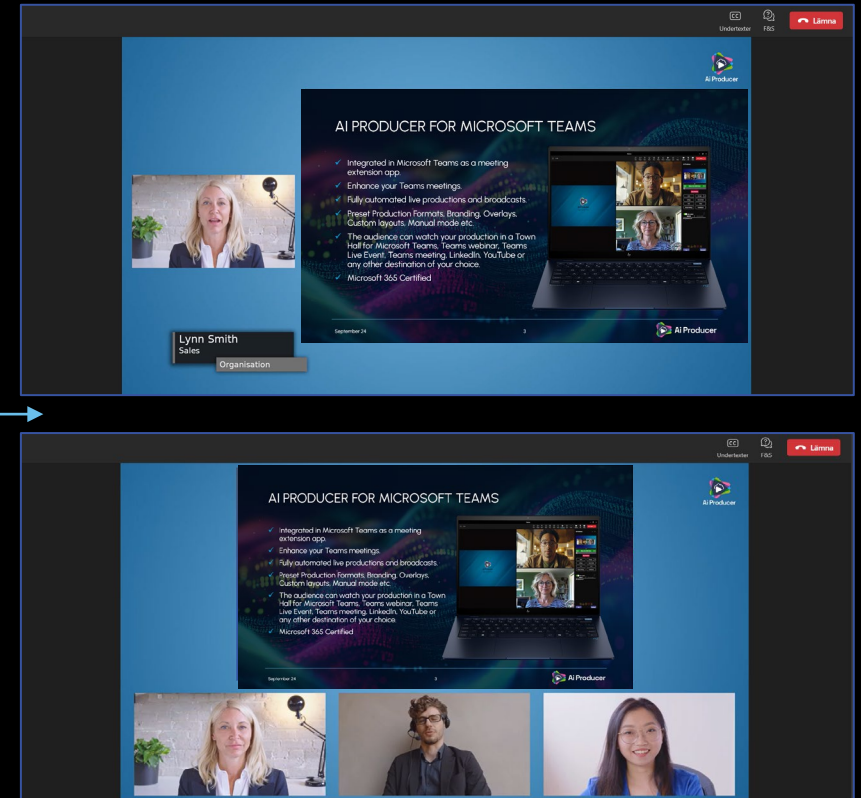 Undertexter
F&S
Lämna
Ai Producer
AI PRODUCER FOR MICROSOFT TEAMS
Integrated in Microsoft Teams as a meeting
extension app.
Enhance your Teams meetings.
Fully automated live productions and broadcasts.
Preset Production Formats, Branding, Overlays,
Custom layouts, Manual mode etc.
The audience can watch your production in a Town
Hall for Microsoft Teams, Teams webinar, Teams
Live Event, Teams meeting, LinkedIn, YouTube or
any other destination of your choice.
Microsoft 365 Certified
September 24
3
Ai Producer
Lynn Smith
Sales
Organisation
Undertexter
F&S
Lämna
Ai Producer
AI PRODUCER FOR MICROSOFT TEAMS
Integrated in Microsoft Teams as a meeting
extension app.
Enhance your Teams meetings.
Fully automated live productions and broadcasts.
Preset Production Formats, Branding, Overlays,
Custom layouts, Manual mode etc.
The audience can watch your production in a Town
Hall for Microsoft Teams, Teams webinar, Teams
Live Event, Teams meeting, LinkedIn, YouTube or
any other destination of your choice.
Microsoft 365 Certified
September 24
3
Ai Producer